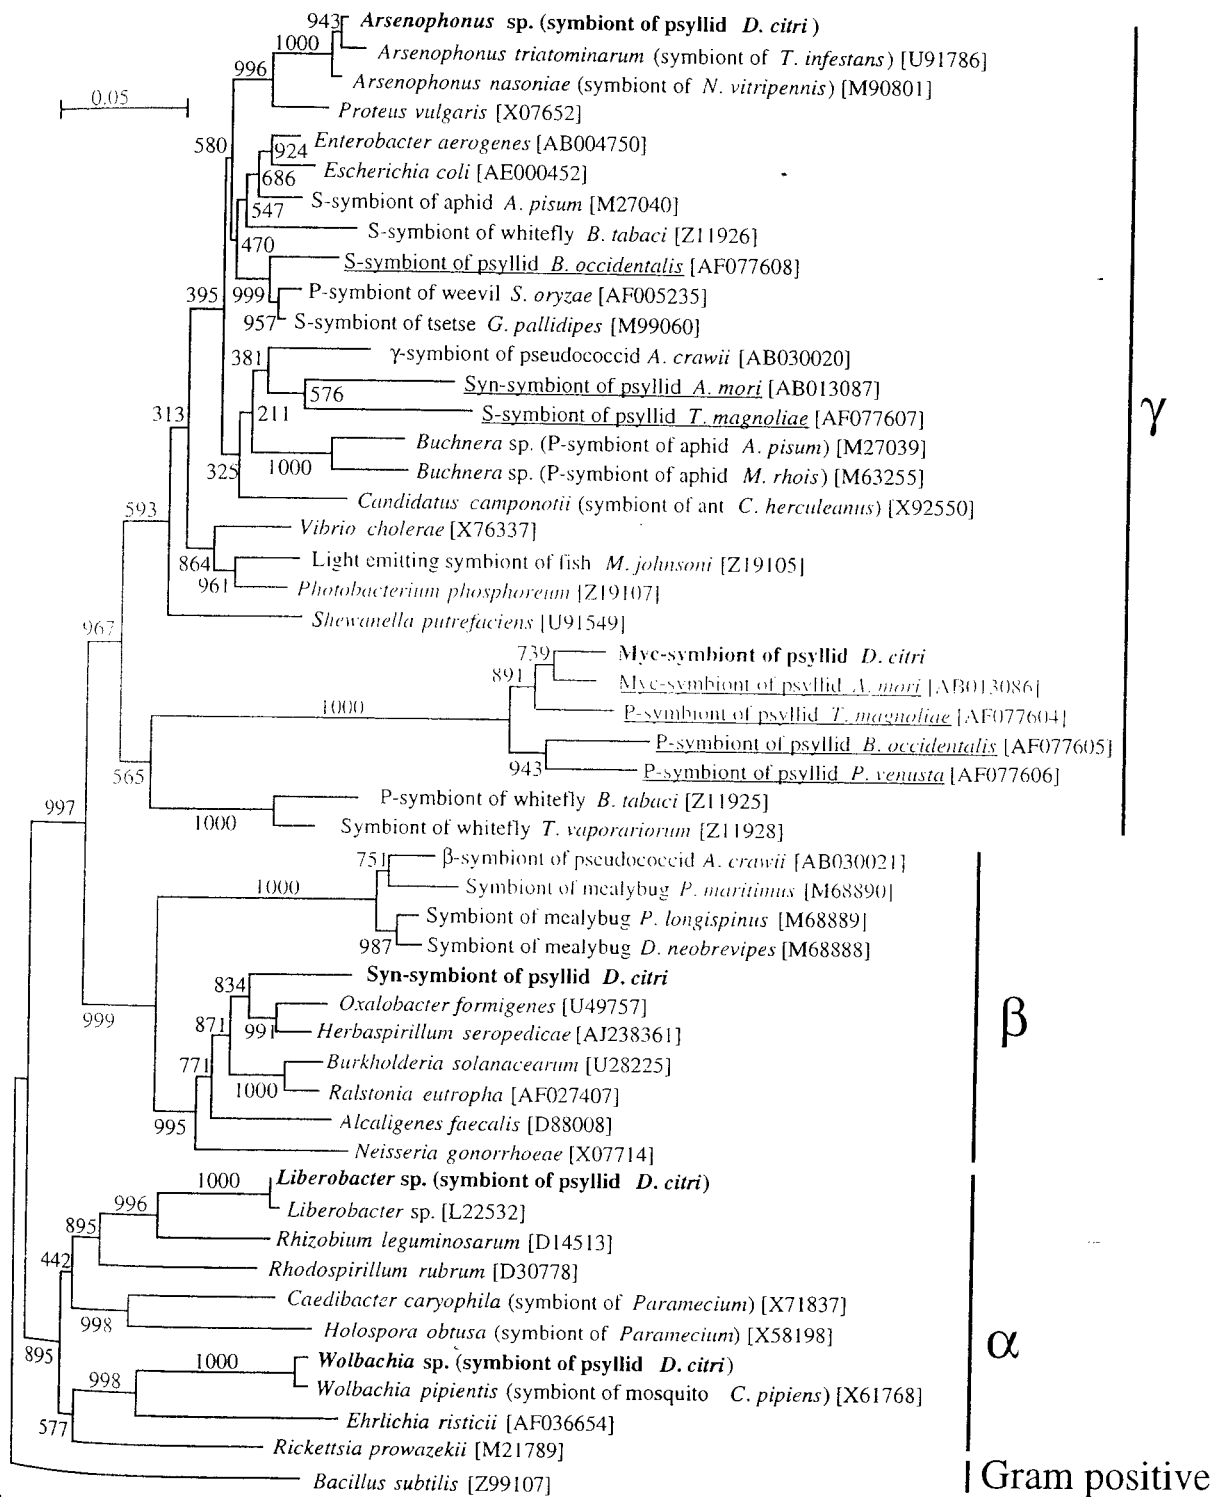 943 Arsenophonus sp. (symbiont of psyllid D. citri)
1000
Arsenophonus triatominarum (symbiont of T. infestans) [U91786]
996
Arsenophonus nasoniae (symbiont of N. vitripennis) [M90801]
0.05
Proteus vulgaris [X07652]
580
Enterobacter aerogenes [AB004750]
924
Escherichia coli [AE000452]
686
S-symbiont of aphid A. pisum [M27040]
547
S-symbiont of whitefly B. tabaci [Z11926]
470
S-symbiont of psyllid B. occidentalis [AF077608]
395
999 P-symbiont of weevil S. oryzae [AF005235]
957 S-symbiont of tsetse G. pallidipes [M99060]
381 γ-symbiont of pseudococcid A. crawii [AB030020]
Syn-symbiont of psyllid A. mori [AB013087]
576
γ
313
211
S-symbiont of psyllid T. magnoliae [AF077607]
Buchnera sp. (P-symbiont of aphid A. pisum) [M27039]
325 1000
Buchnera sp. (P-symbiont of aphid M. rhois) [M63255]
Candidatus camponotii (symbiont of ant C. herculeanus) [X92550]
593
Vibrio cholerae [X76337]
864 Light emitting symbiont of fish M. johnsoni [Z19105]
961 Photobacterium phosphoreum [Z19107]
Shewanella putrefaciens [U91549]
967
739 Myc-symbiont of psyllid D. citri
891
Myc-symbiont of psyllid A. mori [AB013086]
1000
P-symbiont of psyllid T. magnoliae [AF077604]
P-symbiont of psyllid B. occidentalis [AF077605]
943
P-symbiont of psyllid P. venusta [AF077606]
565
P-symbiont of whitefly B. tabaci [Z11925]
997
1000
Symbiont of whitefly T. vaporariorum [Z11928]
751 β-symbiont of pseudococcid A. crawii [AB030021]
1000
Symbiont of mealybug P. maritimus [M68890]
Symbiont of mealybug P. longispinus [M68889]
987 Symbiont of mealybug D. neobrevipes [M68888]
Syn-symbiont of psyllid D. citri
834
Oxalobacter formigenes [U49757]
999
871
991 Herbaspirillum seropedicae [AJ238361]
β
771
Burkholderia solanacearum [U28225]
1000 Ralstonia eutropha [AF027407]
995
Alcaligenes faecalis [D88008]
Neisseria gonorrhoeae [X07714]
1000 Liberobacter sp. (symbiont of psyllid D. citri)
996
Liberobacter sp. [L22532]
895
Rhizobium leguminosarum [D14513]
442
Rhodospirillum rubrum [D30778]
Caedibacter caryophila (symbiont of Paramecium) [X71837]
998
Holospora obtusa (symbiont of Paramecium) [X58198]
α
895
1000 Wolbachia sp. (symbiont of psyllid D. citri)
998
Wolbachia pipientis (symbiont of mosquito C. pipiens) [X61768]
577
Ehrlichia risticii [AF036654]
Rickettsia prowazekii [M21789]
Bacillus subtilis [Z99107]
Gram positive